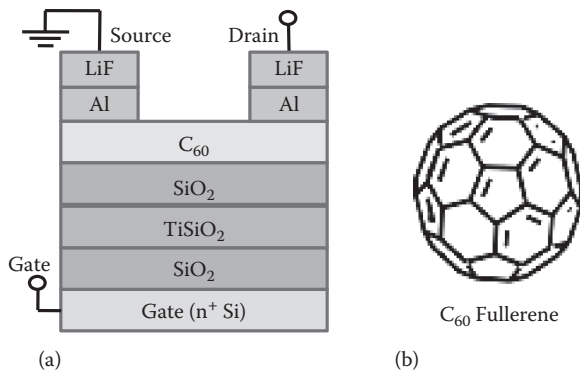 Source
Drain
LiF
LiF
Al
Al
C₆₀
SiO₂
TiSiO₂
SiO₂
Gate
Gate (n⁺ Si)
C₆₀ Fullerene
(a)
(b)